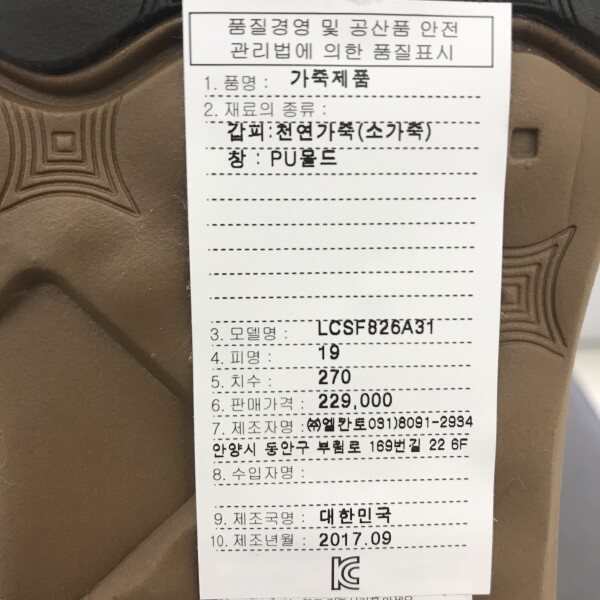 품질경영 및 공산품 안전
관리법에 의한 품질표시
1. 품명 : 가죽제품
2. 재료의 종류 :
갑피:천연가죽(소가죽)
창 : PU몰드
3. 모델명 : LCSF826A31
4. 피명 : 19
5. 치수 : 270
6. 판매가격 : 229,000
7. 제조자명 : ㈜엘칸토031)8091-2934
안양시 동안구 부림로 169번길 22 6F
8. 수입자명 :
9. 제조국명 : 대한민국
10. 제조년월 : 2017.09